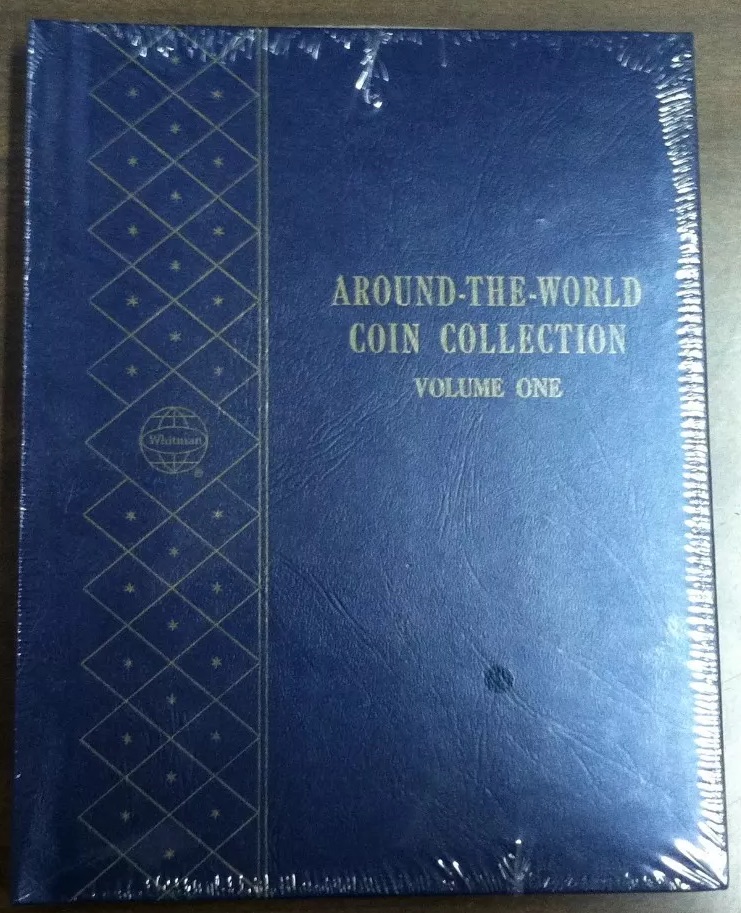 AROUND-THE-WORLD
COIN COLLECTION
VOLUME ONE
Whitman
®